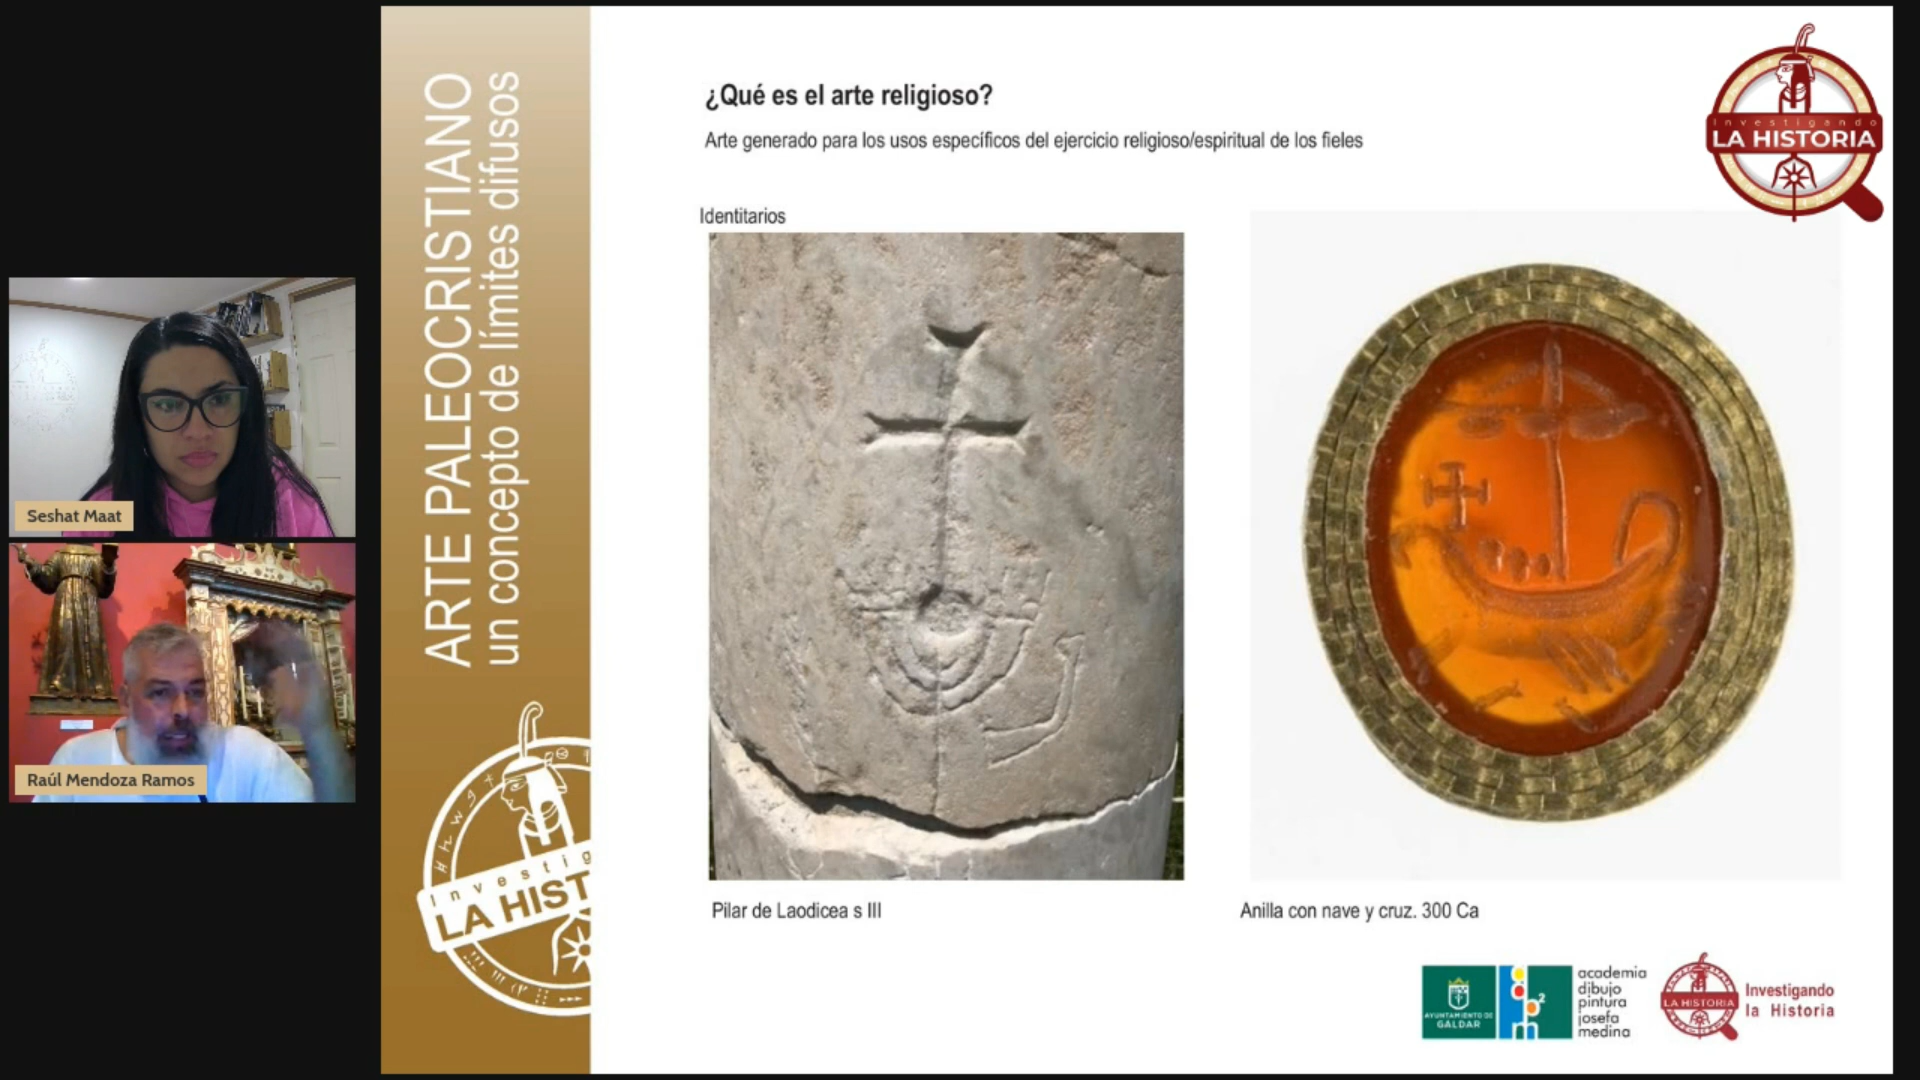 ARTE PALEOCRISTIANO
un concepto de límites difusos
Investig
LA HIST
¿Qué es el arte religioso?
Arte generado para los usos específicos del ejercicio religioso/espiritual de los fieles
Investigando
LA HISTORIA
Identitarios
Seshat Maat
Raúl Mendoza Ramos
Pilar de Laodicea s III
Anilla con nave y cruz. 300 Ca
AYUNTAMIENTO DE
GÁLDAR
academia
dibujo
pintura
josefa
medina
LA HISTORIA
Investigando
la Historia